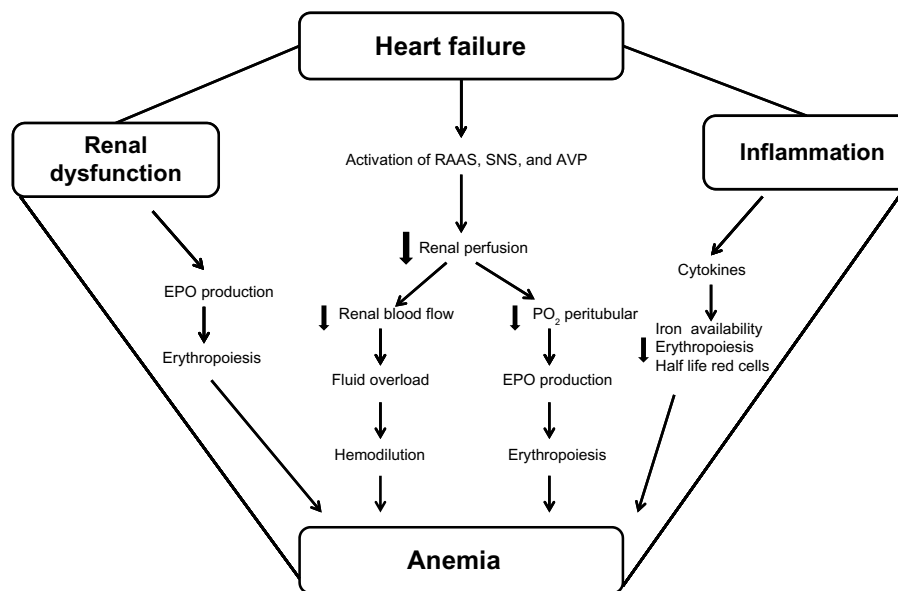 Heart failure
Renal
dysfunction
Inflammation
Activation of RAAS, SNS, and AVP
Renal perfusion
Cytokines
EPO production
Renal blood flow
PO₂ peritubular
Iron availability
Erythropoiesis
Half life red cells
Erythropoiesis
Fluid overload
EPO production
Hemodilution
Erythropoiesis
Anemia